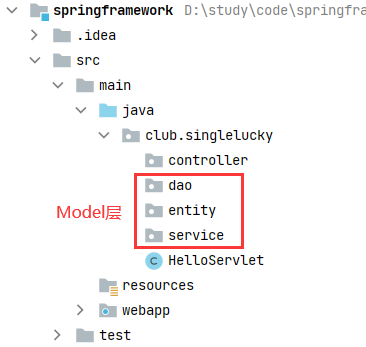 springframework D:\study\code\springfra
.idea
src
main
java
club.singlelucky
controller
dao
Model层 entity
service
C HelloServlet
resources
webapp
test